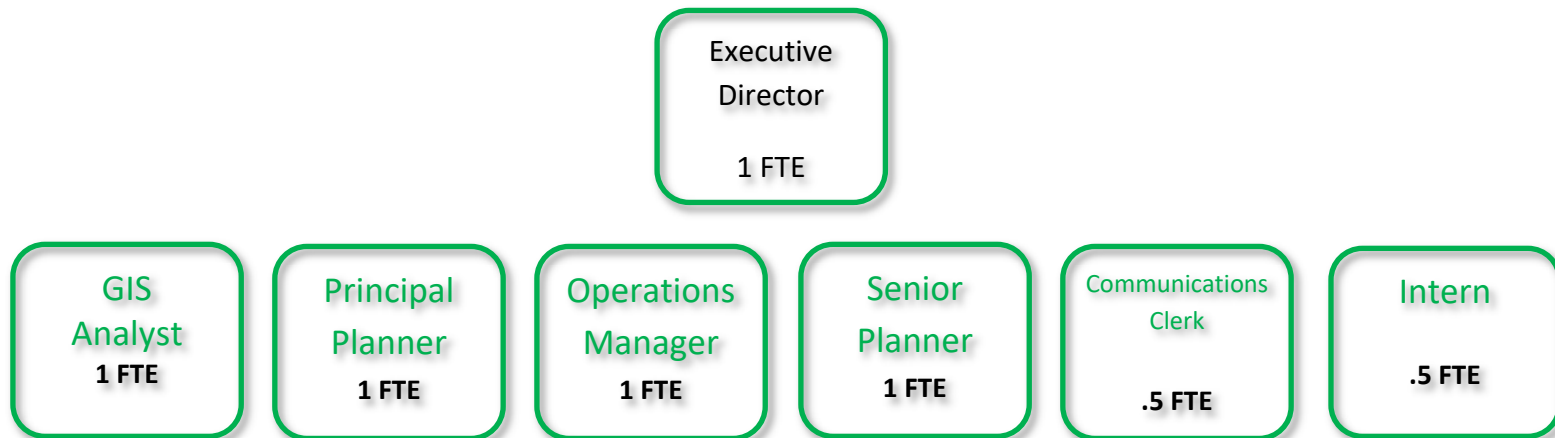 Executive
Director
1 FTE
GIS
Analyst
1 FTE
Principal
Planner
1 FTE
Operations
Manager
1 FTE
Senior
Planner
1 FTE
Communications
Clerk
.5 FTE
Intern
.5 FTE